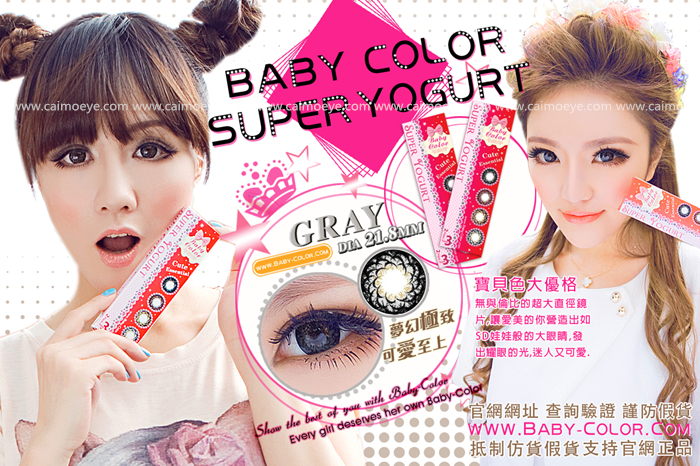 BABY COLOR
SUPER YOGURT
www.caimoeye.com www.caimoeye.com www.caimoeye.com www.caimoeye.com www.caimoeye.com
Baby Color
Cute Essential
SUPER YOGURT
GRAY
DIA 21.8MM
WWW.BABY-COLOR.COM
夢幻極致
可愛至上
Show the best of you with Baby-Color
Every girl deserves her own Baby-Color
寶貝色大優格
無與倫比的超大直徑鏡
片,讓愛美的你營造出如
SD娃娃般的大眼睛,發
出耀眼的光,迷人又可愛.
官網網址 查詢驗證 謹防假貨
WWW.BABY-COLOR.COM
抵制仿貨假貨支持官網正品